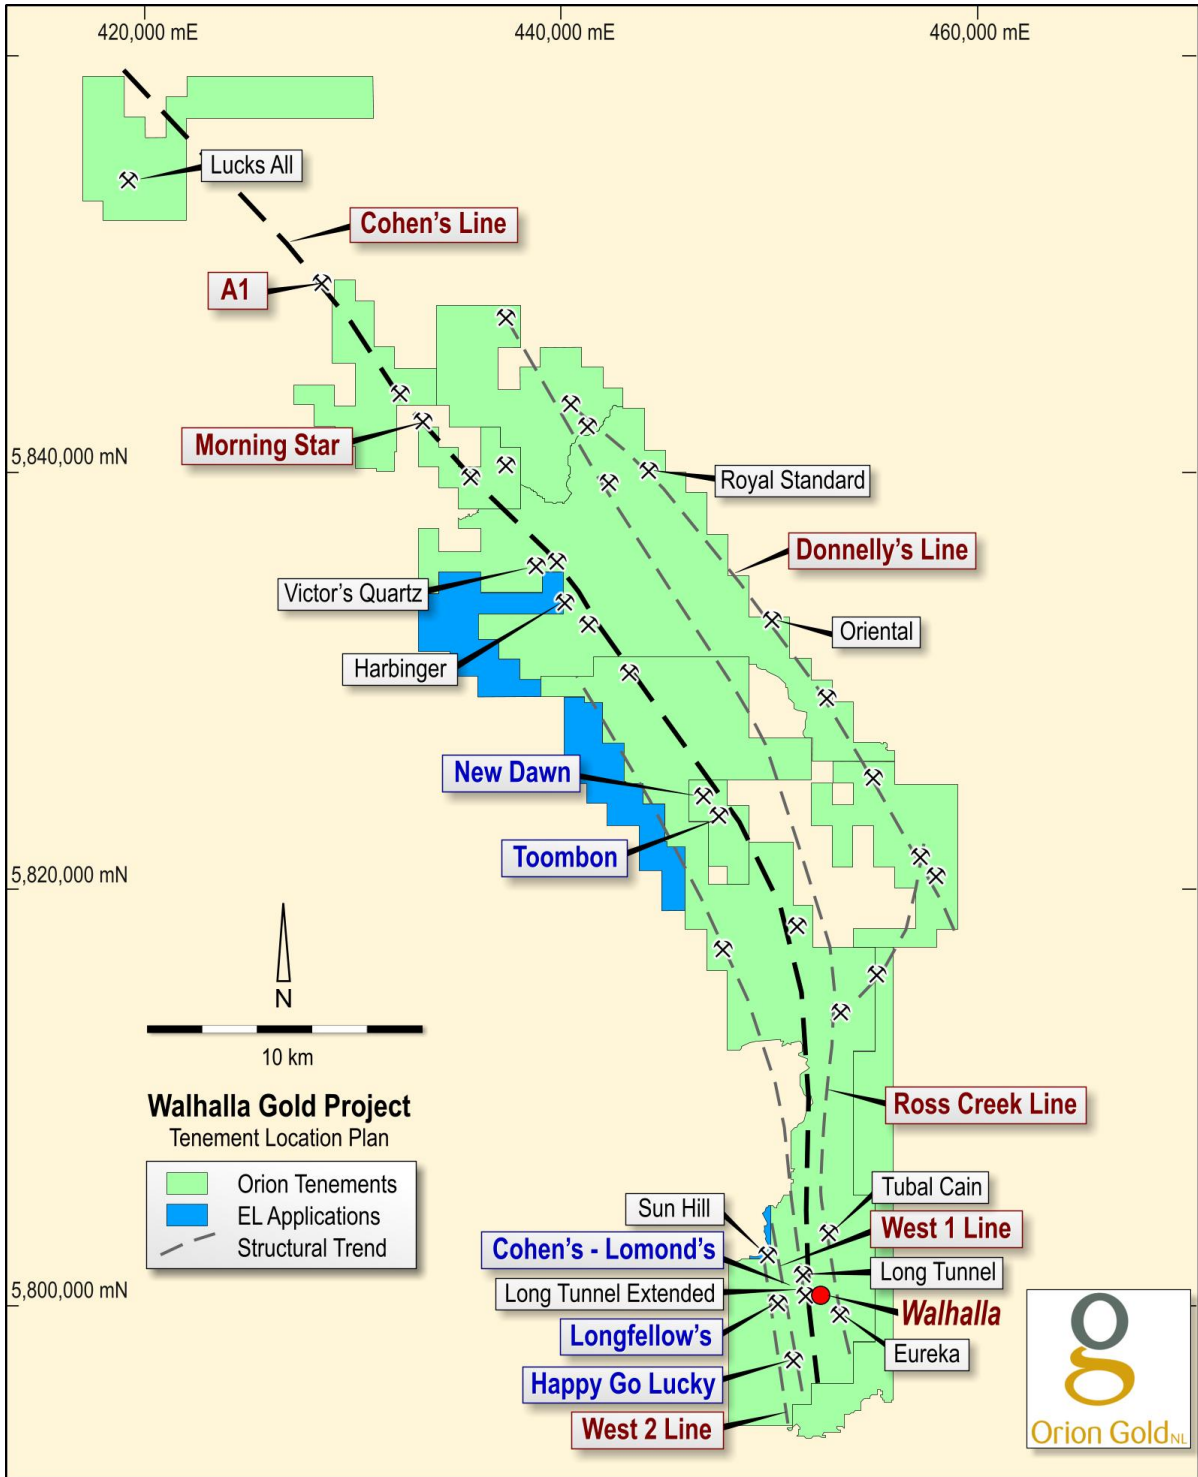 420,000 mE
440,000 mE
460,000 mE
Lucks All
Cohen's Line
A1
Morning Star
5,840,000 mN
Royal Standard
Donnelly's Line
Victor's Quartz
Oriental
Harbinger
New Dawn
Toombon
5,820,000 mN
N
10 km
Walhalla Gold Project
Tenement Location Plan
Orion Tenements
EL Applications
Structural Trend
Ross Creek Line
Tubal Cain
Sun Hill
West 1 Line
Cohen's - Lomond's
Long Tunnel
Long Tunnel Extended
5,800,000 mN
Walhalla
Longfellow's
Eureka
Happy Go Lucky
West 2 Line
Orion Gold NL